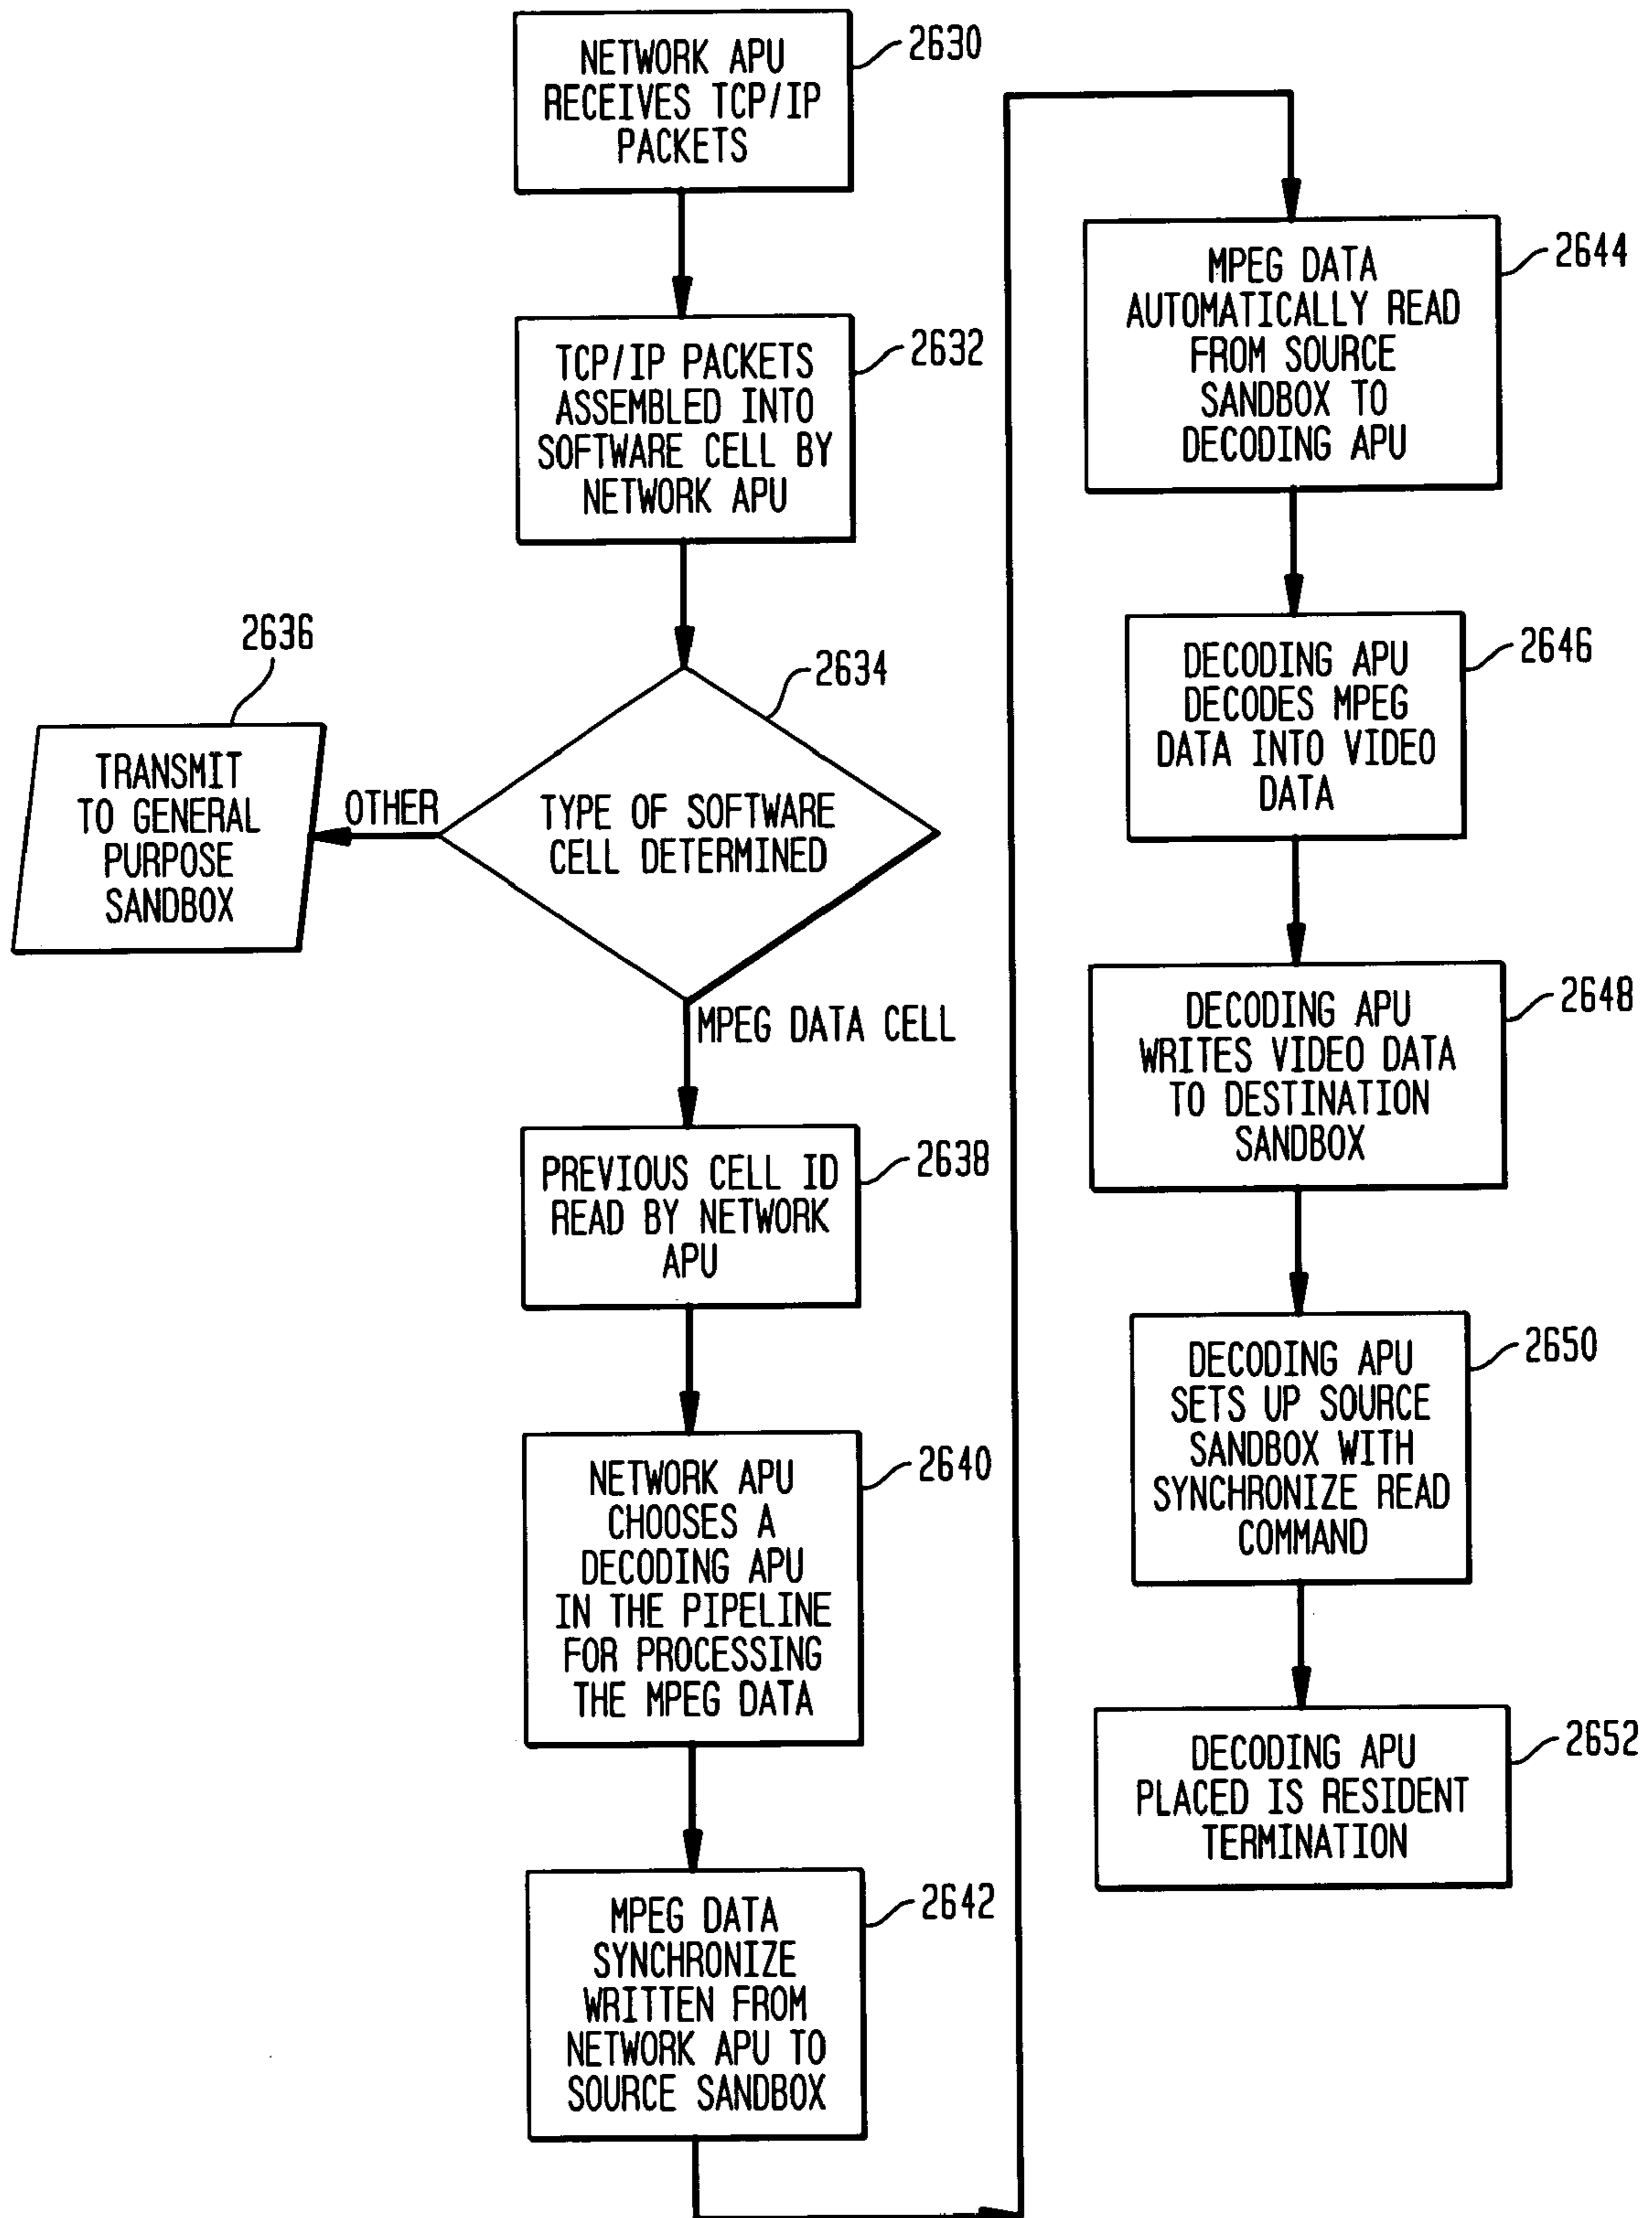 NETWORK APU
RECEIVES TCP/IP
PACKETS
2630
TCP/IP PACKETS
ASSEMBLED INTO
SOFTWARE CELL BY
NETWORK APU
2632
2634
TYPE OF SOFTWARE
CELL DETERMINED
OTHER
2636
TRANSMIT
TO GENERAL
PURPOSE
SANDBOX
MPEG DATA CELL
PREVIOUS CELL ID
READ BY NETWORK
APU
2638
NETWORK APU
CHOOSES A
DECODING APU
IN THE PIPELINE
FOR PROCESSING
THE MPEG DATA
2640
MPEG DATA
SYNCHRONIZE
WRITTEN FROM
NETWORK APU TO
SOURCE SANDBOX
2642
MPEG DATA
AUTOMATICALLY READ
FROM SOURCE
SANDBOX TO
DECODING APU
2644
DECODING APU
DECODES MPEG
DATA INTO VIDEO
DATA
2646
DECODING APU
WRITES VIDEO DATA
TO DESTINATION
SANDBOX
2648
DECODING APU
SETS UP SOURCE
SANDBOX WITH
SYNCHRONIZE READ
COMMAND
2650
DECODING APU
PLACED IS RESIDENT
TERMINATION
2652